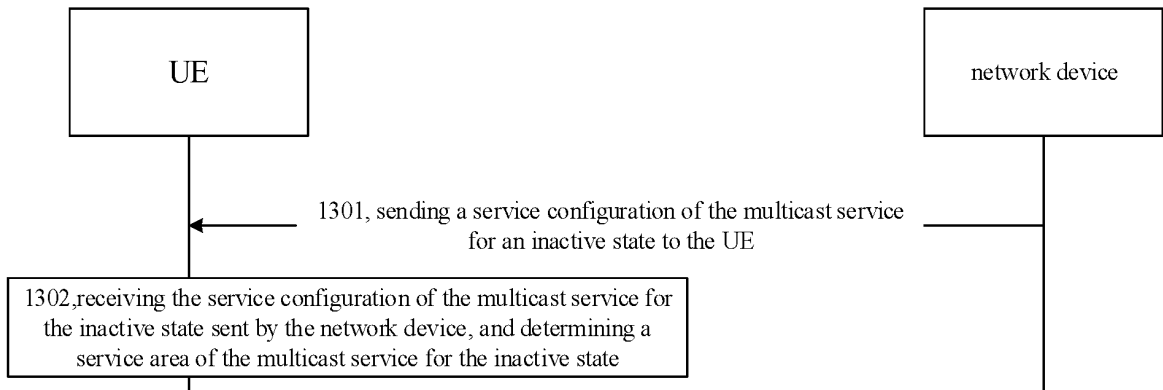 UE
network device
1301, sending a service configuration of the multicast service
for an inactive state to the UE
1302,receiving the service configuration of the multicast service for
the inactive state sent by the network device, and determining a
service area of the multicast service for the inactive state